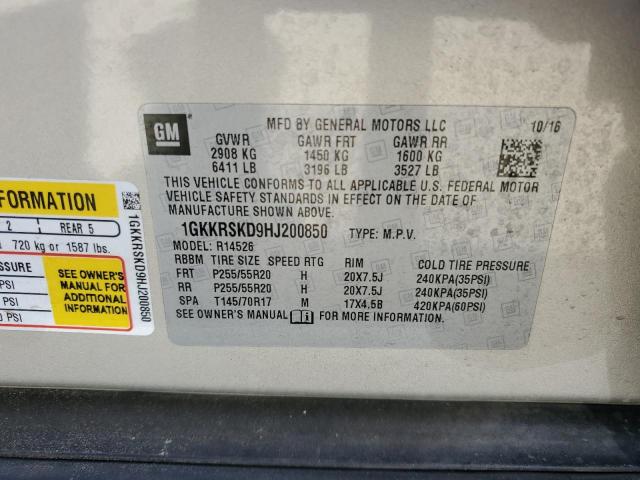 GM
MFD BY GENERAL MOTORS LLC 10/16
GVWR GAWR FRT GAWR RR
2908 KG 1450 KG 1600 KG
6411 LB 3196 LB 3527 LB
THIS VEHICLE CONFORMS TO ALL APPLICABLE U.S. FEDERAL MOTOR
VEHICLE SAFETY STANDARDS IN EFFECT ON THE DATE OF
MANUFACTURE SHOWN ABOVE.
1GKKRSKD9HJ200850 TYPE: M.P.V.
MODEL: R14526
RBBM TIRE SIZE SPEED RTG RIM COLD TIRE PRESSURE
FRT P255/55R20 H 20X7.5J 240KPA(35PSI)
RR P255/55R20 H 20X7.5J 240KPA(35PSI)
SPA T145/70R17 M 17X4.5B 420KPA(60PSI)
SEE OWNER'S MANUAL FOR MORE INFORMATION.
FORMATION
2 REAR 5
720 kg or 1587 lbs.
SSURE
PSI
PSI
0 PSI
SEE OWNER'S
MANUAL FOR
ADDITIONAL
INFORMATION
1GKKRSKD9HJ200850